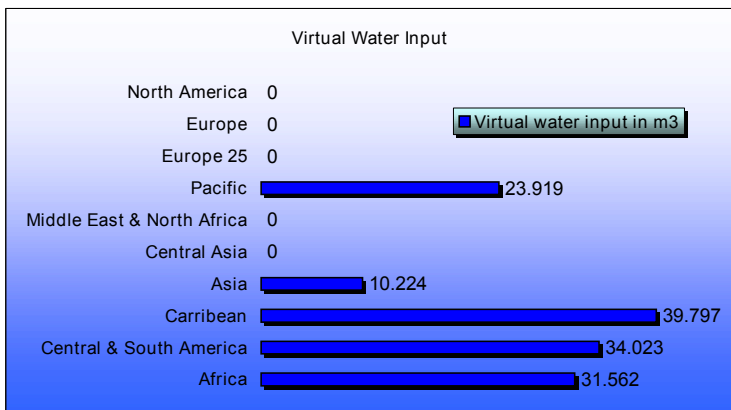 Virtual Water Input
North America 0
Europe 0
Virtual water input in m3
Europe 25 0
Pacific 23.919
Middle East & North Africa 0
Central Asia 0
Asia 10.224
Carribean 39.797
Central & South America 34.023
Africa 31.562